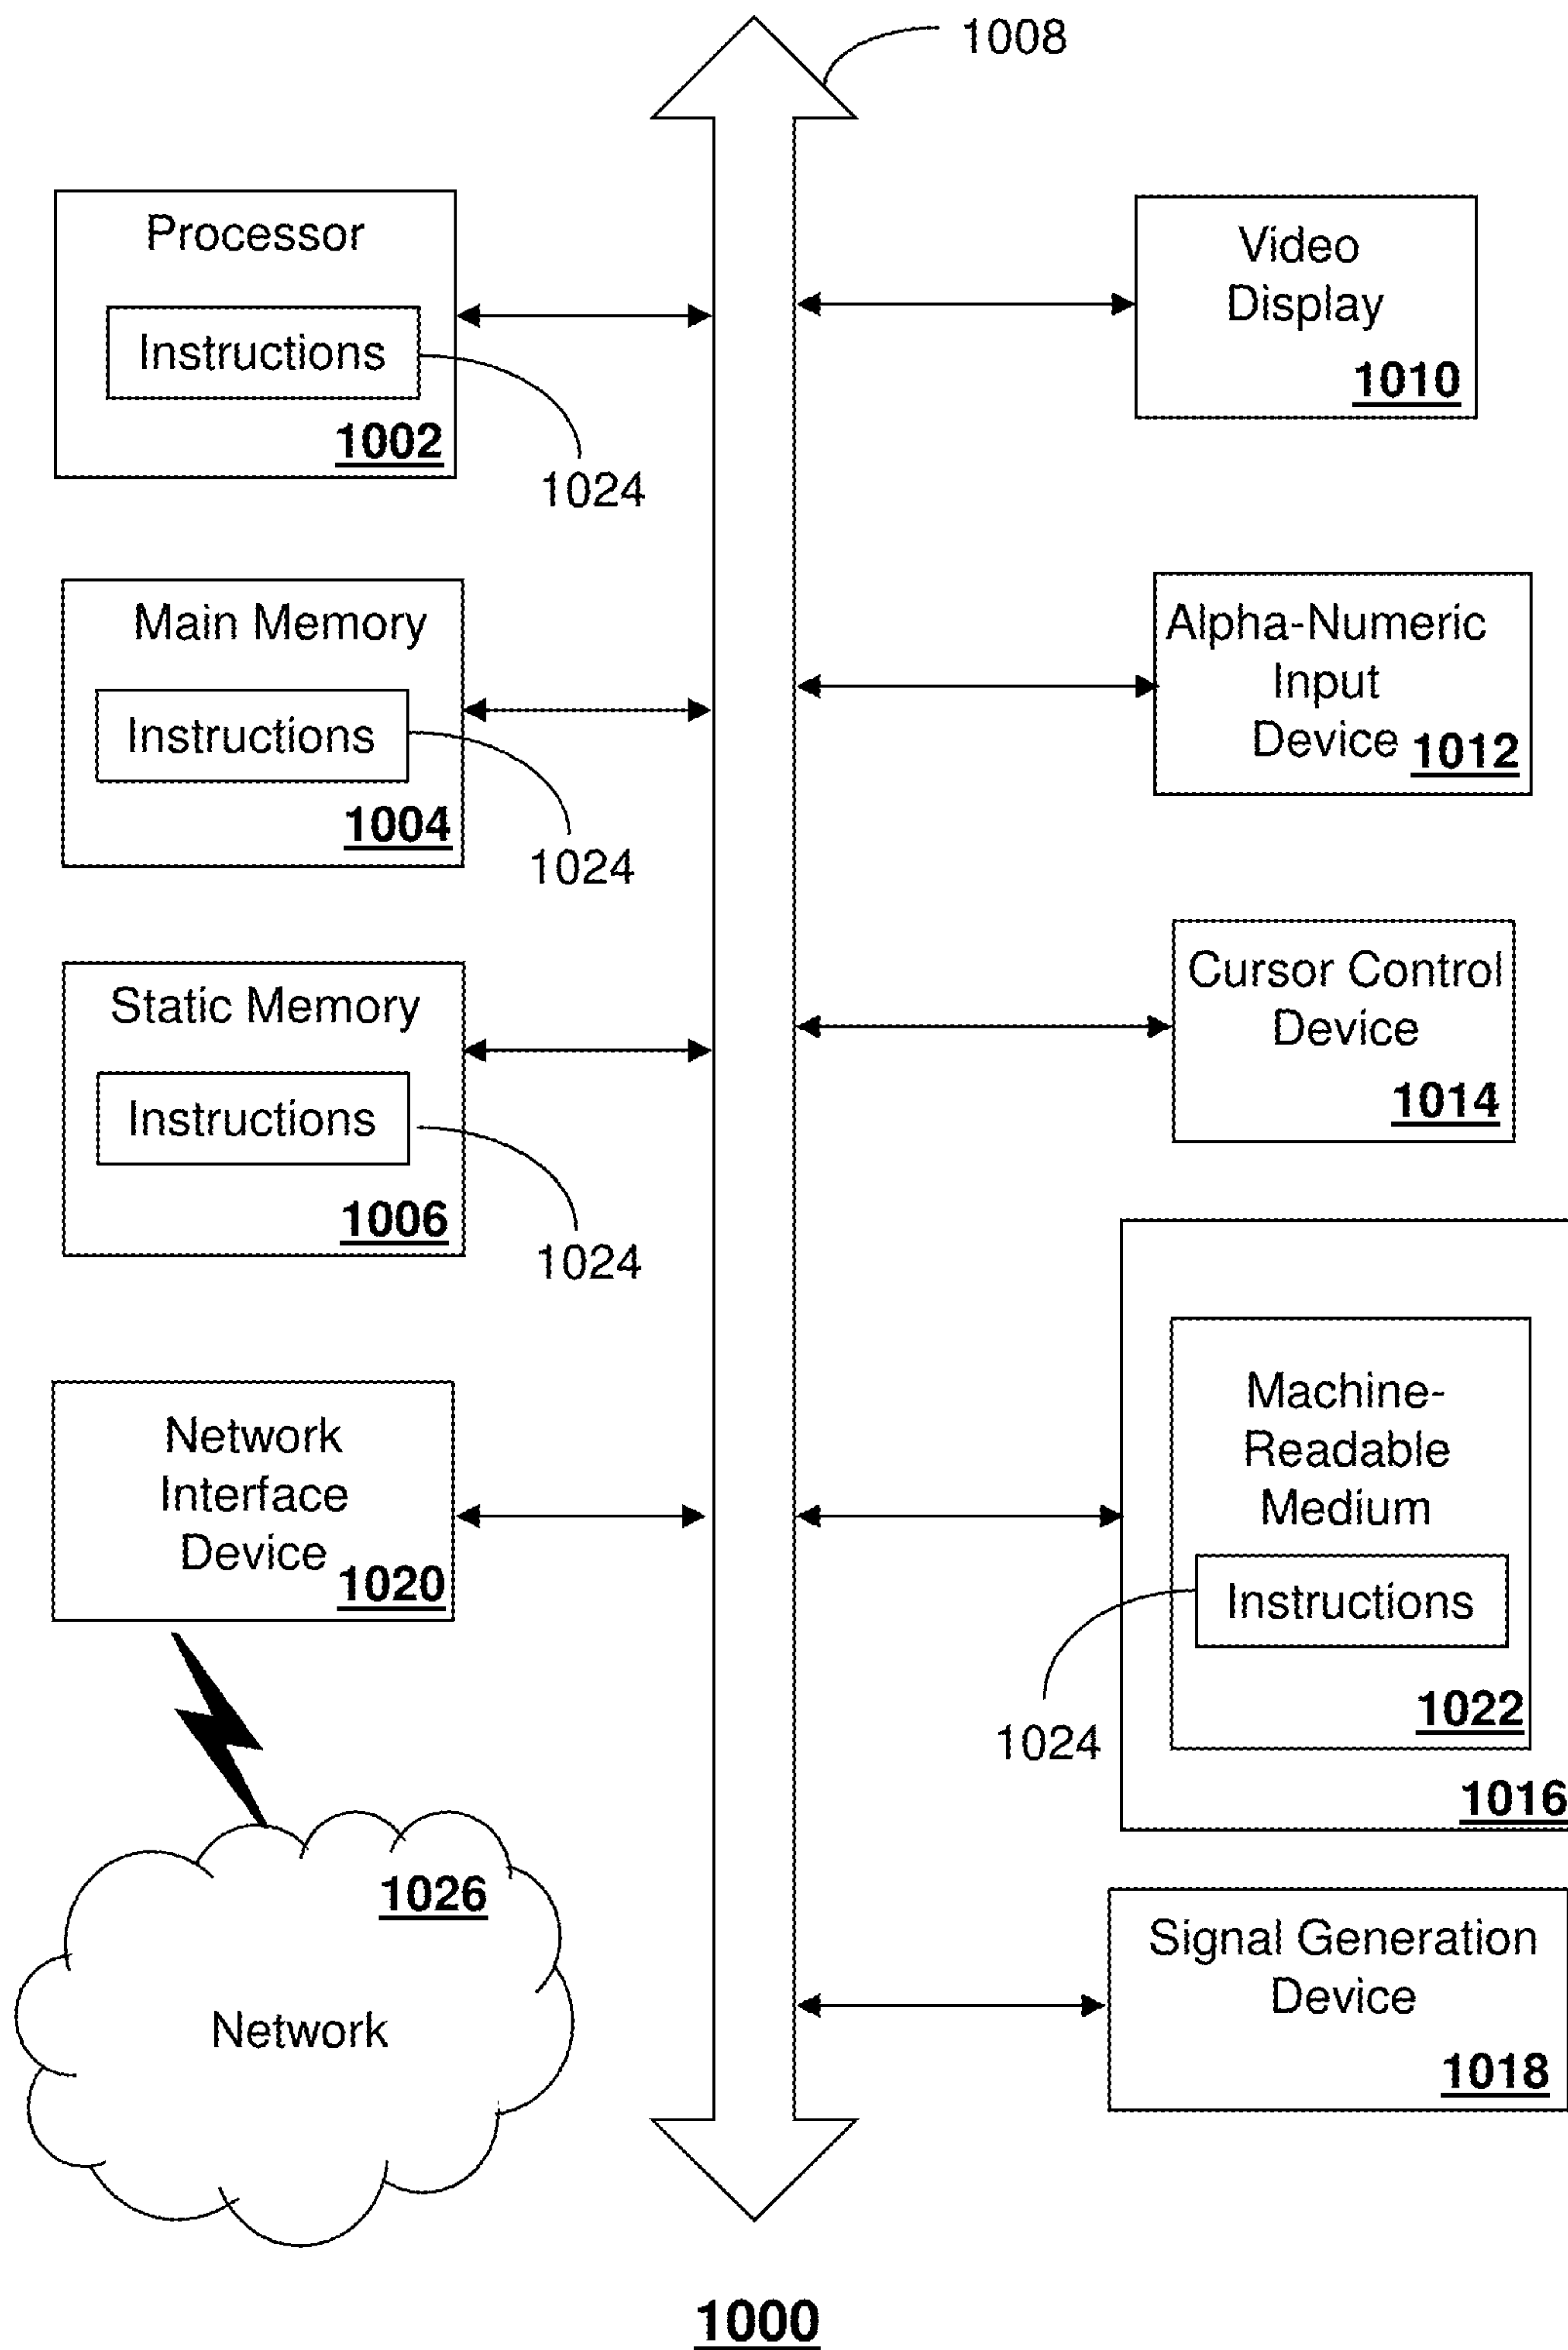 1008
Processor
Instructions
1002
1024
Main Memory
Instructions
1004
1024
Static Memory
Instructions
1006
1024
Network
Interface
Device
1020
1026
Network
Video
Display
1010
Alpha-Numeric
Input
Device 1012
Cursor Control
Device
1014
Machine-
Readable
Medium
Instructions
1022
1024
1016
Signal Generation
Device
1018
1000